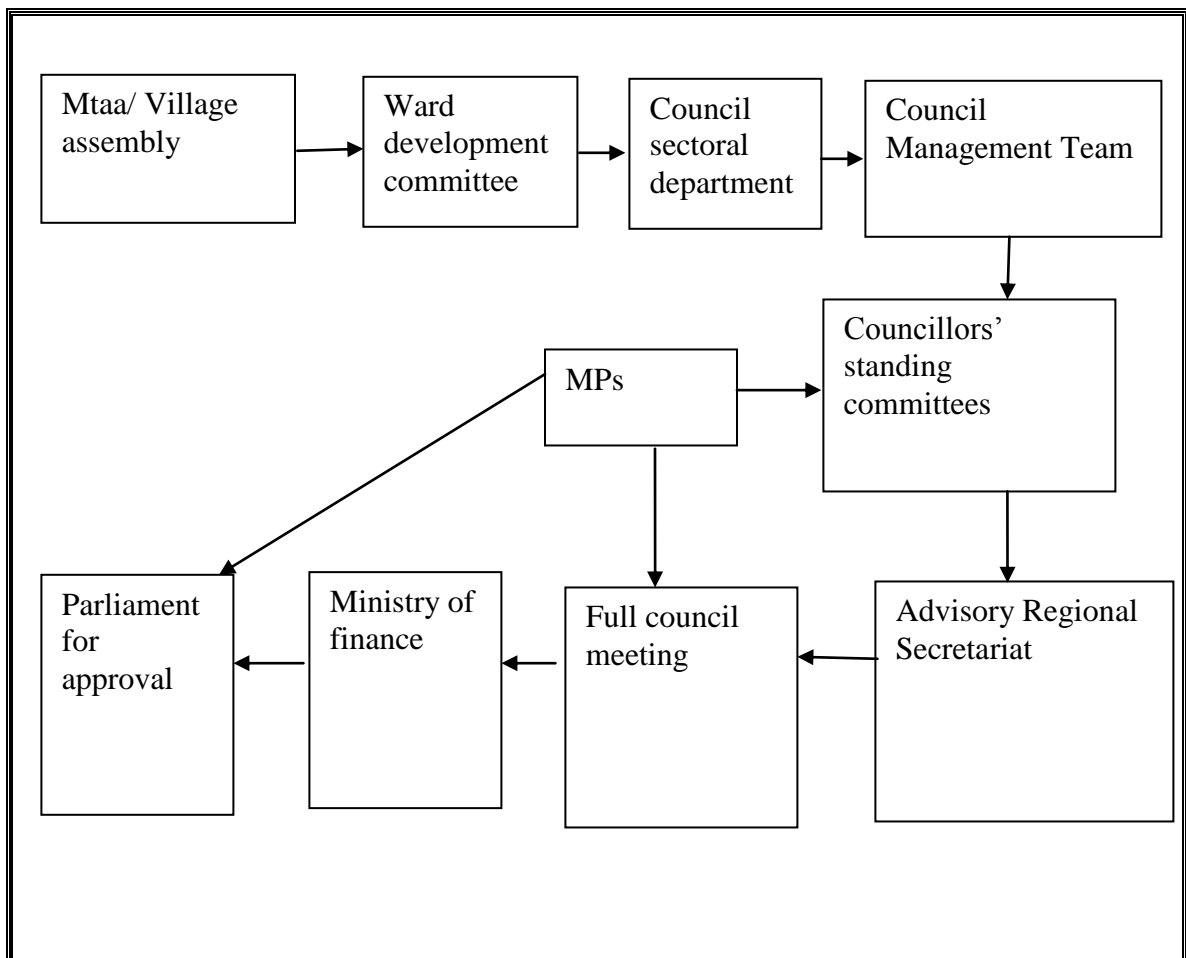 Mtaa/ Village
assembly
Ward
development
committee
Council
sectoral
department
Council
Management Team
Councillors’
standing
committees
MPs
Parliament
for
approval
Ministry of
finance
Full council
meeting
Advisory Regional
Secretariat